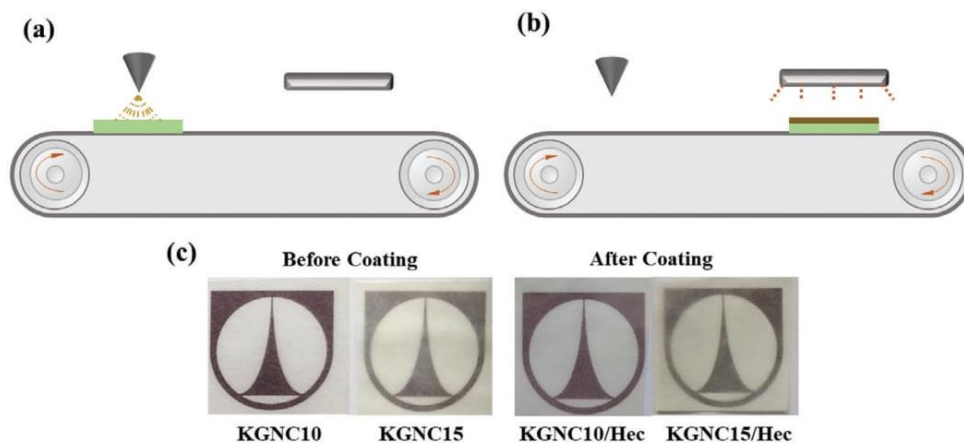 (a)
(b)
(c)
Before Coating
After Coating
KGNC10
KGNC15
KGNC10/Hec
KGNC15/Hec